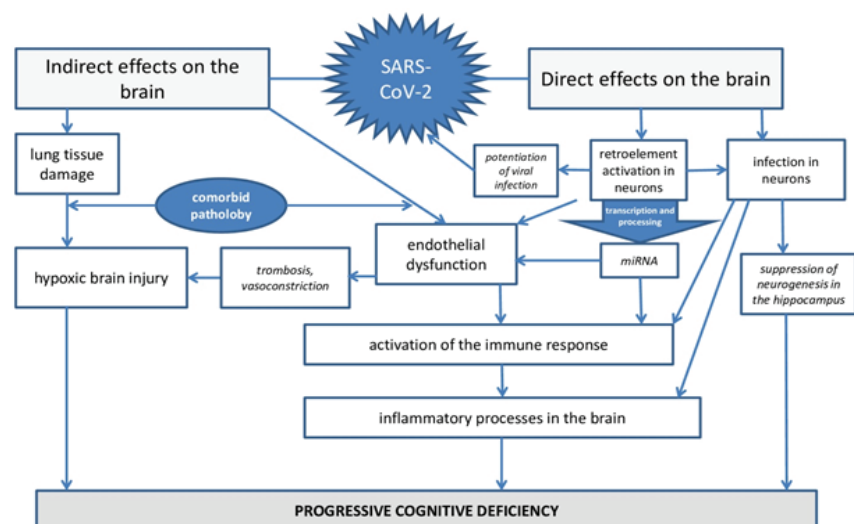 Indirect effects on the
brain
SARS-
CoV-2
Direct effects on the brain
lung tissue
damage
potentiation
of viral
infection
retroelement
activation in
neurons
infection in
neurons
comorbid
patholoby
transcription and
processing
endothelial
dysfunction
hypoxic brain injury
trombosis,
vasoconstriction
miRNA
suppression of
neurogenesis in
the hippocampus
activation of the immune response
inflammatory processes in the brain
PROGRESSIVE COGNITIVE DEFICIENCY